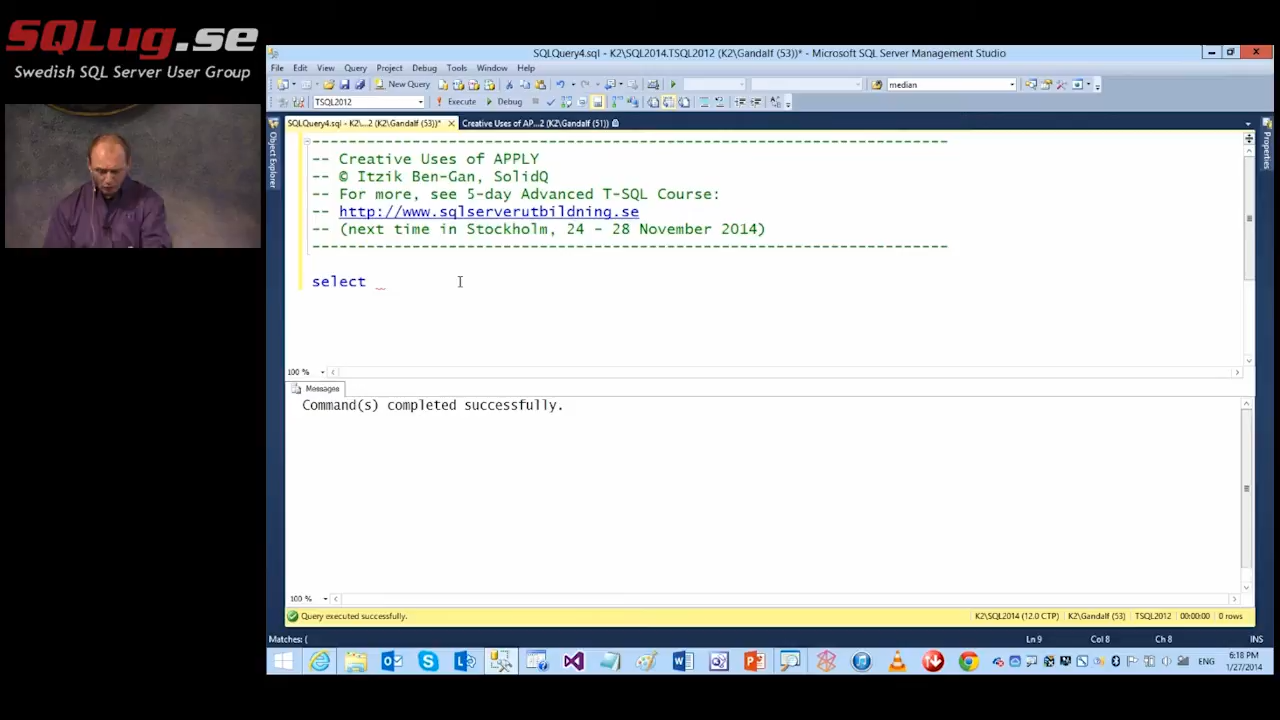 SQLug.se
Swedish SQL Server User Group
SQLQuery4.sql - K2\SQL2014.TSQL2012 (K2\Gandalf (53))* - Microsoft SQL Server Management Studio
File Edit View Query Project Debug Tools Window Help
New Query
median
TSQL2012
Execute
Debug
SQLQuery4.sql - K2\...2 (K2\Gandalf (53))*
Creative Uses of AP...2 (K2\Gandalf (51))
Object Explorer
Properties
-----------------------------------------------------------------------
-- Creative Uses of APPLY
-- © Itzik Ben-Gan, SolidQ
-- For more, see 5-day Advanced T-SQL Course:
-- http://www.sqlserverutbildning.se
-- (next time in Stockholm, 24 - 28 November 2014)
-----------------------------------------------------------------------
select
100 %
Messages
Command(s) completed successfully.
100 %
Query executed successfully.
K2\SQL2014 (12.0 CTP)
K2\Gandalf (53)
TSQL2012
00:00:00
0 rows
Matches: (
Ln 9
Col 8
Ch 8
INS
ENG
6:18 PM
1/27/2014